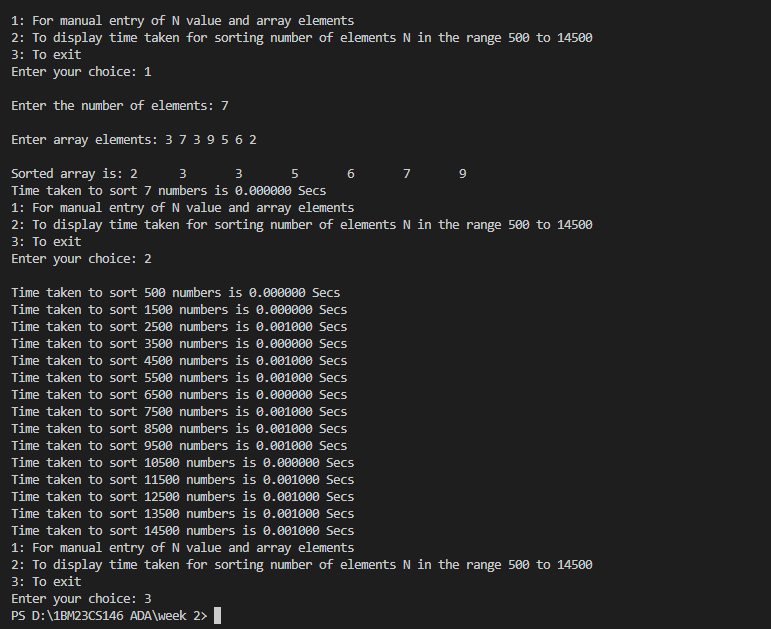 1: For manual entry of N value and array elements
2: To display time taken for sorting number of elements N in the range 500 to 14500
3: To exit
Enter your choice: 1
Enter the number of elements: 7
Enter array elements: 3 7 3 9 5 6 2
Sorted array is: 2 3 3 5 6 7 9
Time taken to sort 7 numbers is 0.000000 Secs
1: For manual entry of N value and array elements
2: To display time taken for sorting number of elements N in the range 500 to 14500
3: To exit
Enter your choice: 2
Time taken to sort 500 numbers is 0.000000 Secs
Time taken to sort 1500 numbers is 0.000000 Secs
Time taken to sort 2500 numbers is 0.001000 Secs
Time taken to sort 3500 numbers is 0.000000 Secs
Time taken to sort 4500 numbers is 0.001000 Secs
Time taken to sort 5500 numbers is 0.001000 Secs
Time taken to sort 6500 numbers is 0.000000 Secs
Time taken to sort 7500 numbers is 0.001000 Secs
Time taken to sort 8500 numbers is 0.001000 Secs
Time taken to sort 9500 numbers is 0.001000 Secs
Time taken to sort 10500 numbers is 0.000000 Secs
Time taken to sort 11500 numbers is 0.001000 Secs
Time taken to sort 12500 numbers is 0.001000 Secs
Time taken to sort 13500 numbers is 0.001000 Secs
Time taken to sort 14500 numbers is 0.001000 Secs
1: For manual entry of N value and array elements
2: To display time taken for sorting number of elements N in the range 500 to 14500
3: To exit
Enter your choice: 3
PS D:\1BM23CS146 ADA\week 2>